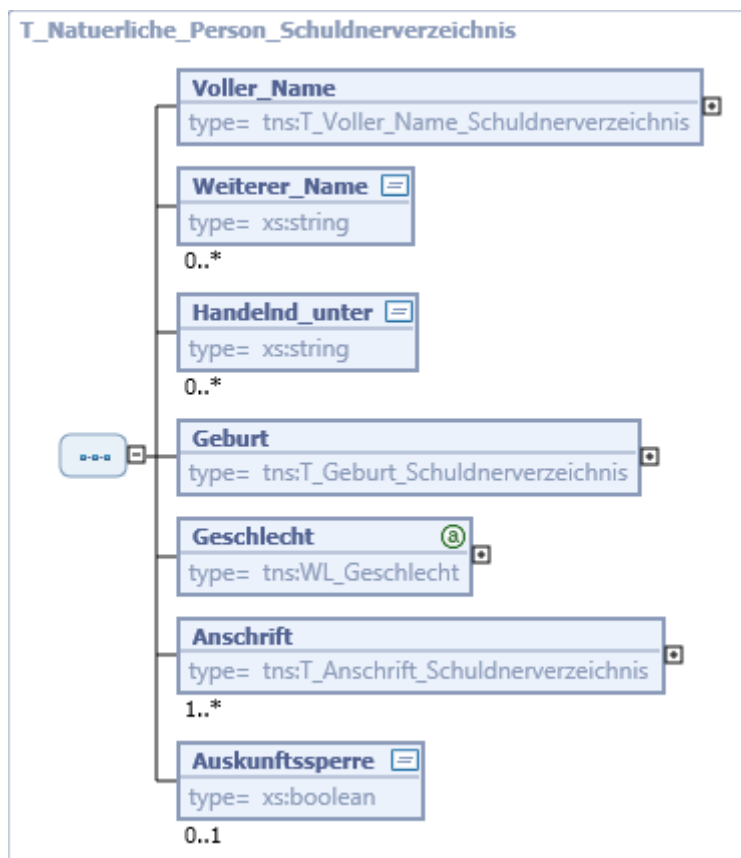 T_Natuerliche_Person_Schuldnerverzeichnis
Voller_Name
type= tns:T_Voller_Name_Schuldnerverzeichnis
Weiterer_Name
type= xs:string
0..*
Handelnd_unter
type= xs:string
0..*
Geburt
type= tns:T_Geburt_Schuldnerverzeichnis
Geschlecht a
type= tns:WL_Geschlecht
Anschrift
type= tns:T_Anschrift_Schuldnerverzeichnis
1..*
Auskunftssperre
type= xs:boolean
0..1